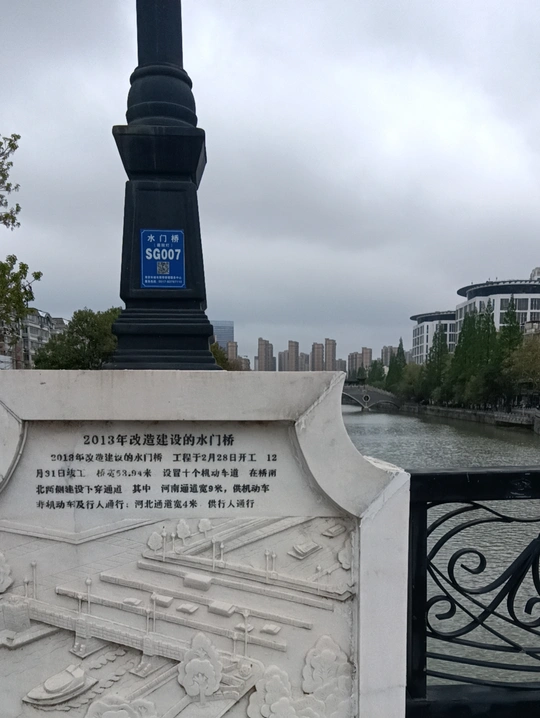 水门桥
SG007
2013年改造建设的水门桥
2013年改造建设的水门桥 工程于2月28日开工 12
月31日竣工 桥宽53.94米 设置十个机动车道 在桥南
北两侧建设下穿通道 其中 河南通道宽9米，供机动车
非机动车及行人通行；河北通道宽4米 供行人通行